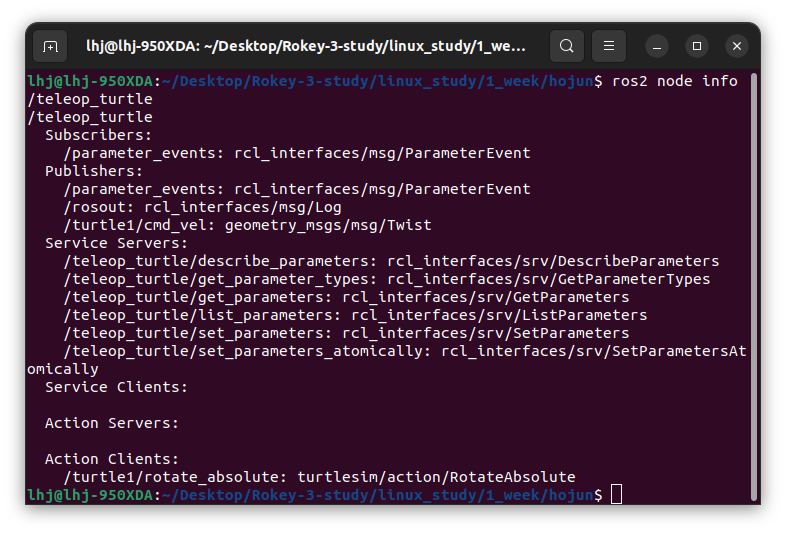 lhj@lhj-950XDA: ~/Desktop/Rokey-3-study/linux_study/1_we...
lhj@lhj-950XDA:~/Desktop/Rokey-3-study/linux_study/1_week/hojun$ ros2 node info
/teleop_turtle
/teleop_turtle
  Subscribers:
    /parameter_events: rcl_interfaces/msg/ParameterEvent
  Publishers:
    /parameter_events: rcl_interfaces/msg/ParameterEvent
    /rosout: rcl_interfaces/msg/Log
    /turtle1/cmd_vel: geometry_msgs/msg/Twist
  Service Servers:
    /teleop_turtle/describe_parameters: rcl_interfaces/srv/DescribeParameters
    /teleop_turtle/get_parameter_types: rcl_interfaces/srv/GetParameterTypes
    /teleop_turtle/get_parameters: rcl_interfaces/srv/GetParameters
    /teleop_turtle/list_parameters: rcl_interfaces/srv/ListParameters
    /teleop_turtle/set_parameters: rcl_interfaces/srv/SetParameters
    /teleop_turtle/set_parameters_atomically: rcl_interfaces/srv/SetParametersAt
omically
  Service Clients:
  Action Servers:
  Action Clients:
    /turtle1/rotate_absolute: turtlesim/action/RotateAbsolute
lhj@lhj-950XDA:~/Desktop/Rokey-3-study/linux_study/1_week/hojun$